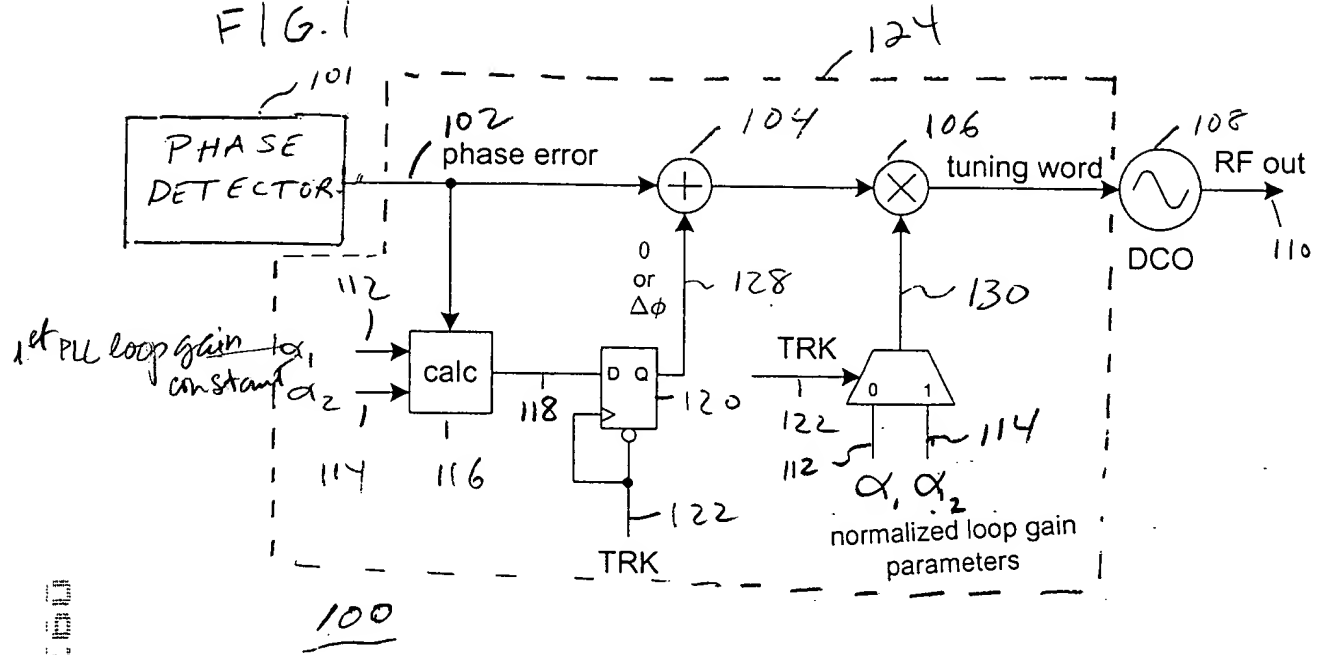 FIG.1
124
101
PHASE
DETECTOR
102
phase error
104
106
tuning word
108
RF out
DCO
110
0
or
Δϕ
128
130
112
1st PLL loop gain
constant
α₁
α₂
114
calc
116
118
D Q
120
TRK
122
TRK
122
0 1
112
114
α₁ α₂
normalized loop gain
parameters
100